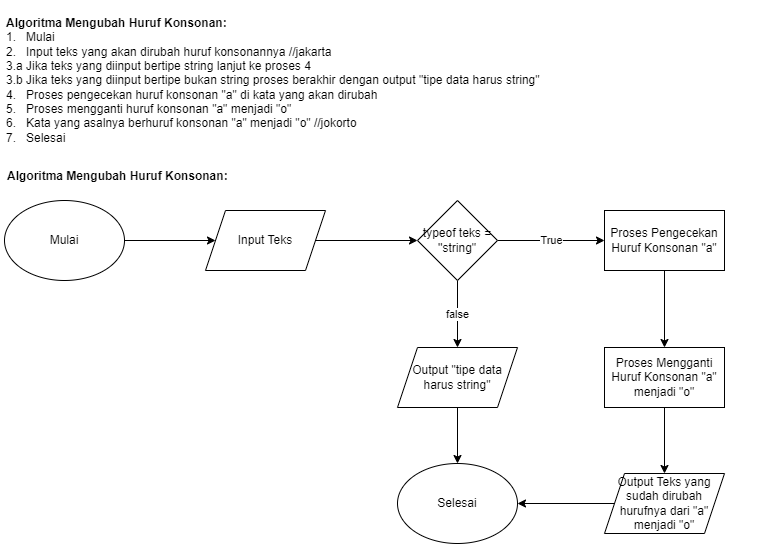 Algoritma Mengubah Huruf Konsonan:
1. Mulai
2. Input teks yang akan dirubah huruf konsonannya //jakarta
3.a Jika teks yang diinput bertipe string lanjut ke proses 4
3.b Jika teks yang diinput bertipe bukan string proses berakhir dengan output "tipe data harus string"
4. Proses pengecekan huruf konsonan "a" di kata yang akan dirubah
5. Proses mengganti huruf konsonan "a" menjadi "o"
6. Kata yang asalnya berhuruf konsonan "a" menjadi "o" //jokorto
7. Selesai
Algoritma Mengubah Huruf Konsonan:
Mulai
Input Teks
typeof teks =
"string"
True
Proses Pengecekan
Huruf Konsonan "a"
false
Output "tipe data
harus string"
Proses Mengganti
Huruf Konsonan "a"
menjadi "o"
Selesai
Output Teks yang
sudah dirubah
hurufnya dari "a"
menjadi "o"